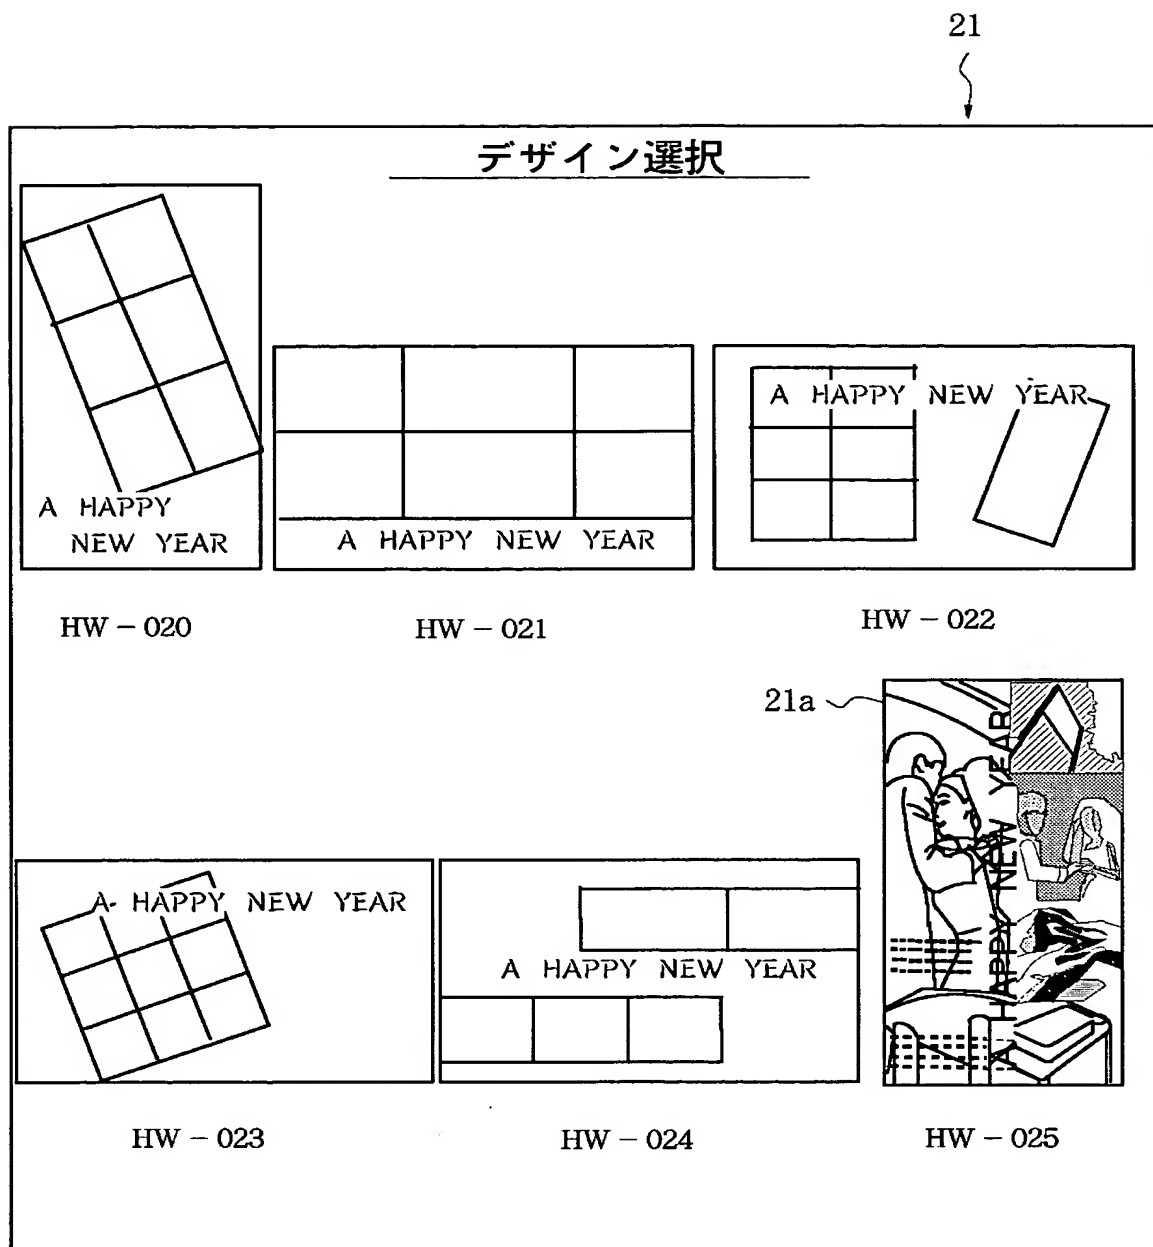 21
デザイン選択
A HAPPY
NEW YEAR
A HAPPY NEW YEAR
A HAPPY NEW YEAR
HW-020
HW-021
HW-022
21a
A HAPPY NEW YEAR
A HAPPY NEW YEAR
A HAPPY NEW YEAR
HW-023
HW-024
HW-025